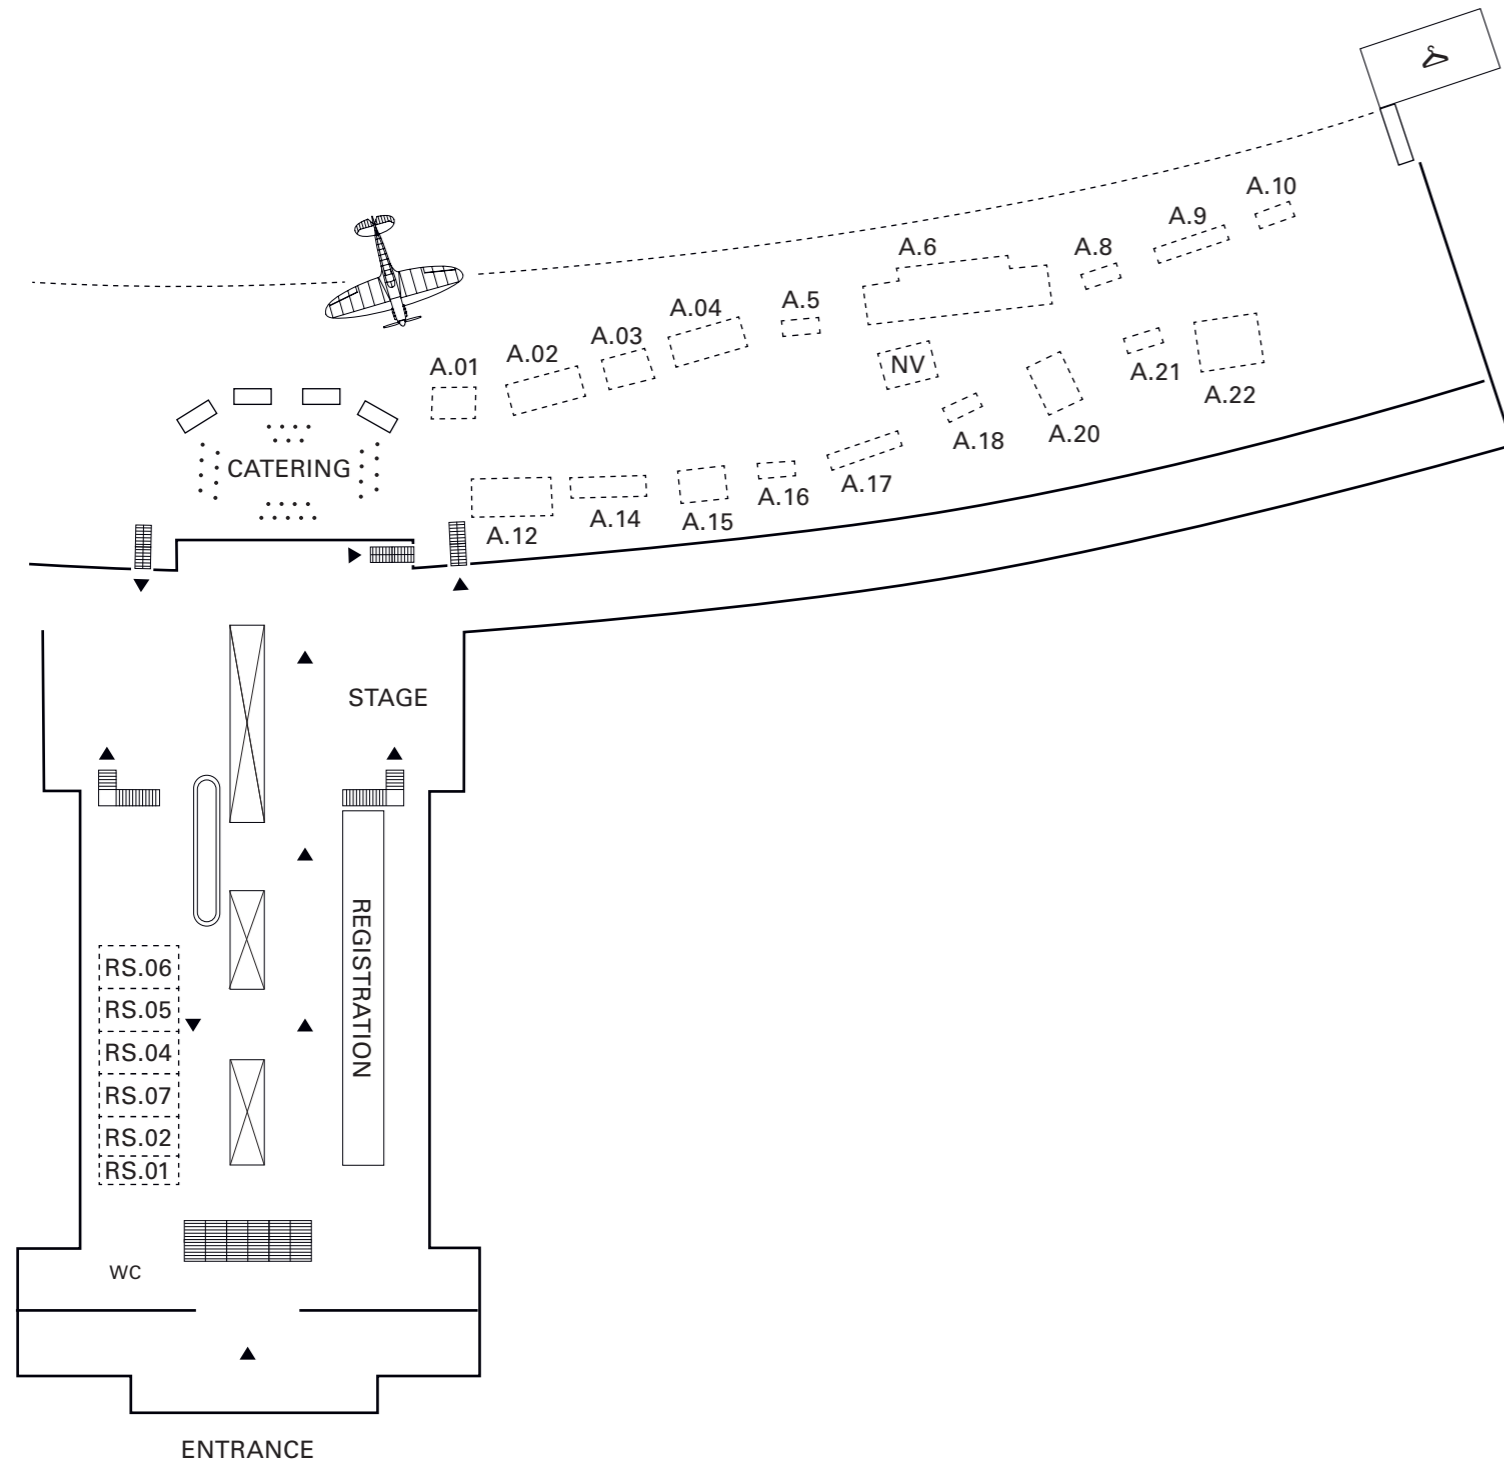 A.10
A.9
A.8
A.6
A.5
A.04
A.03
A.02
A.01
NV
A.21
A.22
A.20
A.18
A.17
A.16
A.15
A.14
A.12
CATERING
STAGE
REGISTRATION
RS.06
RS.05
RS.04
RS.07
RS.02
RS.01
WC
ENTRANCE